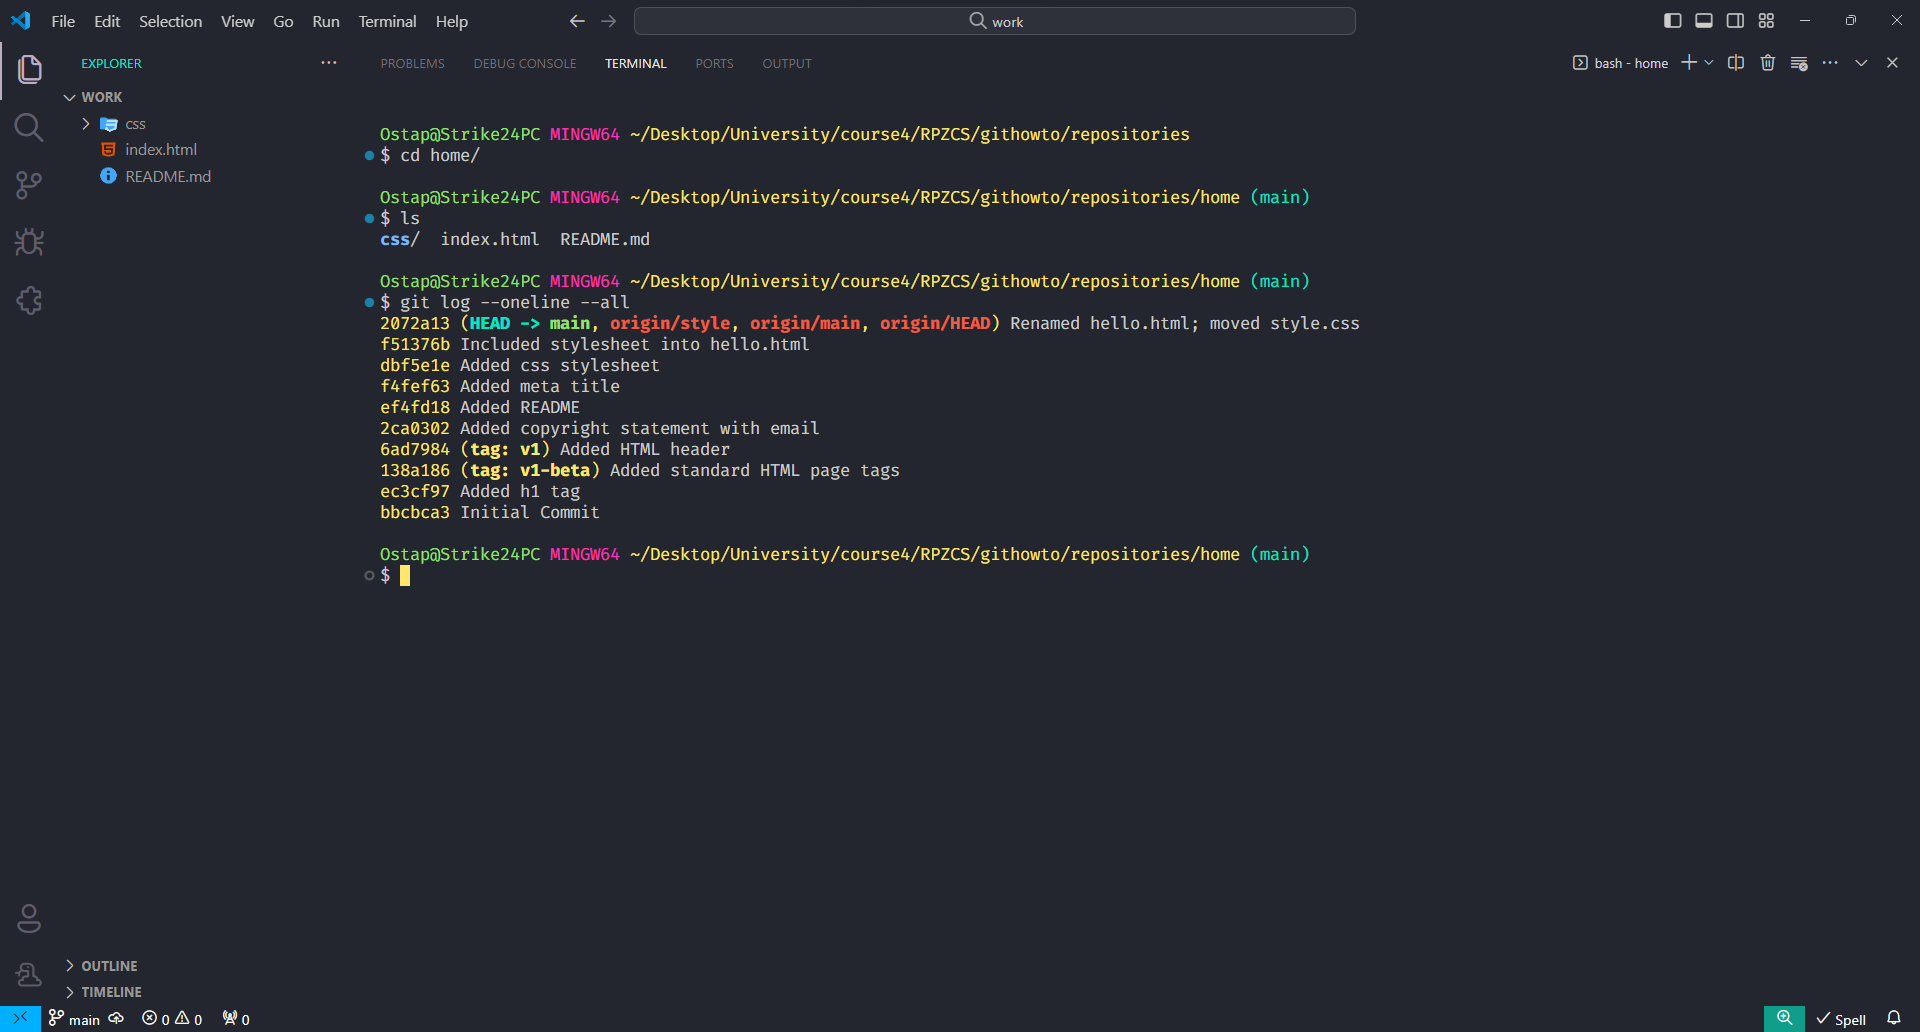 File Edit Selection View Go Run Terminal Help
work
EXPLORER
PROBLEMS DEBUG CONSOLE TERMINAL PORTS OUTPUT
bash - home
WORK
css
index.html
README.md
Ostap@Strike24PC MINGW64 ~/Desktop/University/course4/RPZCS/githowto/repositories
$ cd home/
Ostap@Strike24PC MINGW64 ~/Desktop/University/course4/RPZCS/githowto/repositories/home (main)
$ ls
css/ index.html README.md
Ostap@Strike24PC MINGW64 ~/Desktop/University/course4/RPZCS/githowto/repositories/home (main)
$ git log --oneline --all
2072a13 (HEAD -> main, origin/style, origin/main, origin/HEAD) Renamed hello.html; moved style.css
f51376b Included stylesheet into hello.html
dbf5e1e Added css stylesheet
f4fef63 Added meta title
ef4fd18 Added README
2ca0302 Added copyright statement with email
6ad7984 (tag: v1) Added HTML header
138a186 (tag: v1-beta) Added standard HTML page tags
ec3cf97 Added h1 tag
bbcbca3 Initial Commit
Ostap@Strike24PC MINGW64 ~/Desktop/University/course4/RPZCS/githowto/repositories/home (main)
$
OUTLINE
TIMELINE
main 0 0 0
Spell